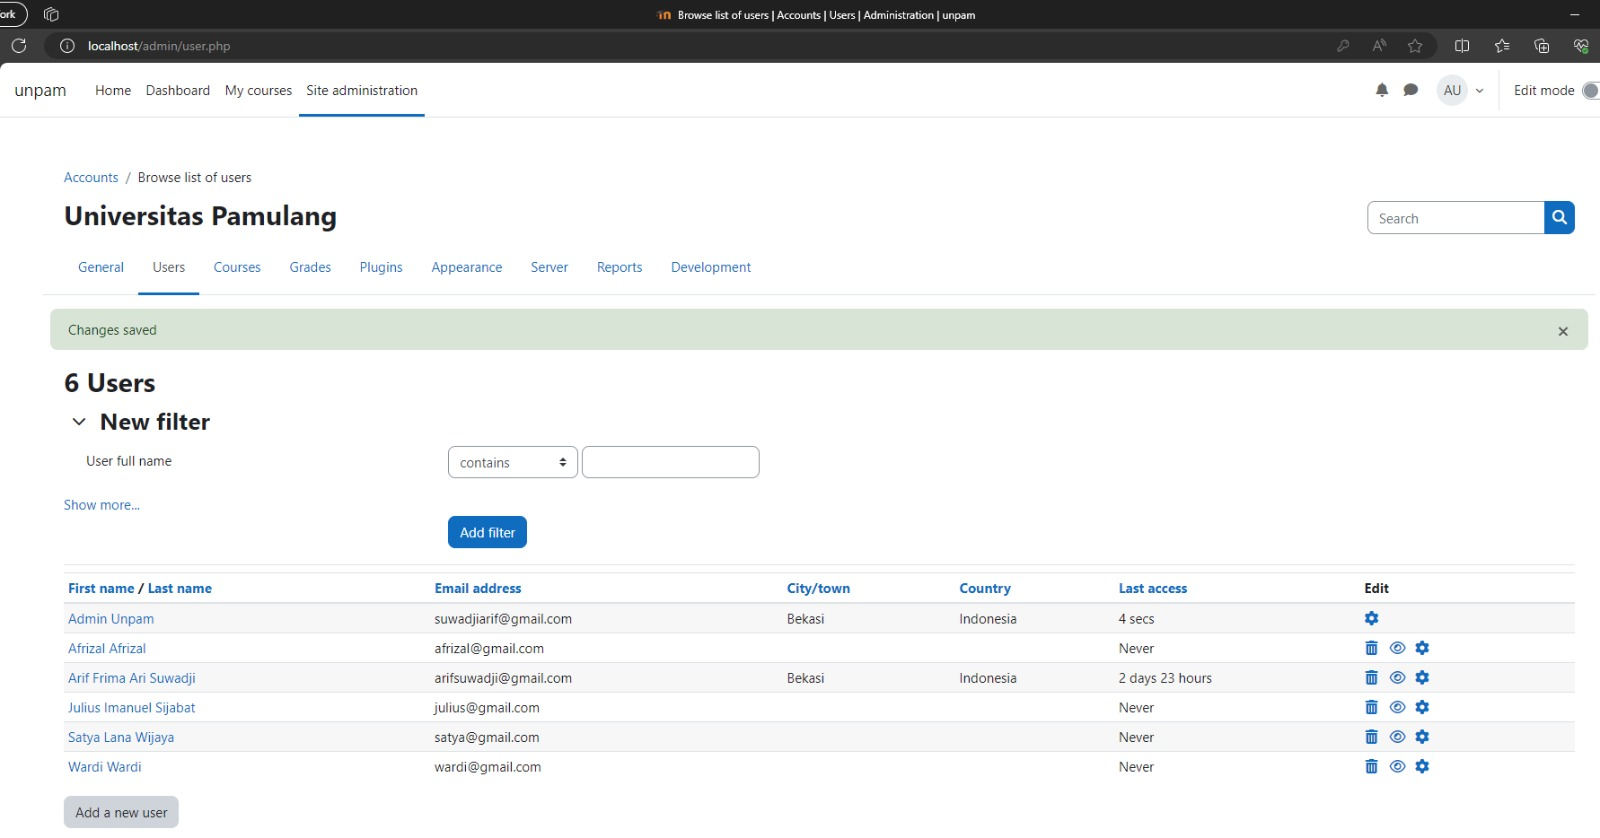 ork
Browse list of users | Accounts | Users | Administration | unpam
localhost/admin/user.php
unpam Home Dashboard My courses Site administration AU Edit mode
Accounts / Browse list of users
Universitas Pamulang
Search
General Users Courses Grades Plugins Appearance Server Reports Development
Changes saved ×
6 Users
New filter
User full name contains
Show more...
Add filter
First name / Last name Email address City/town Country Last access Edit
Admin Unpam suwadjiarif@gmail.com Bekasi Indonesia 4 secs
Afrizal Afrizal afrizal@gmail.com Never
Arif Frima Ari Suwadji arifsuwadji@gmail.com Bekasi Indonesia 2 days 23 hours
Julius Imanuel Sijabat julius@gmail.com Never
Satya Lana Wijaya satya@gmail.com Never
Wardi Wardi wardi@gmail.com Never
Add a new user